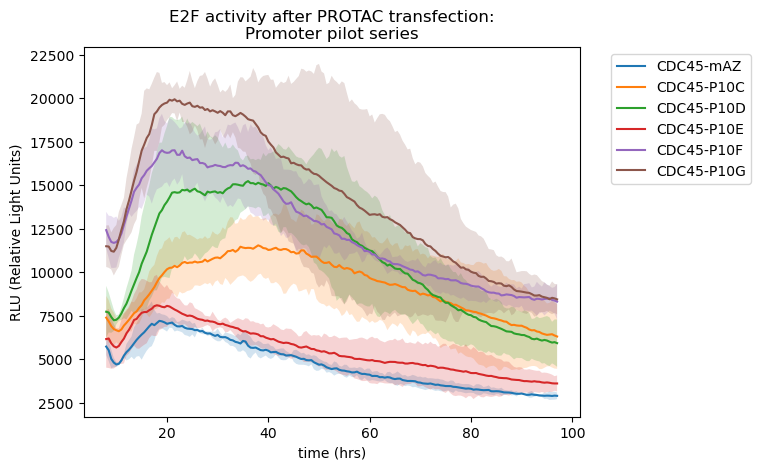 E2F activity after PROTAC transfection:
Promoter pilot series
22500
20000
17500
15000
12500
10000
7500
5000
2500
RLU (Relative Light Units)
20
40
60
80
100
time (hrs)
CDC45-mAZ
CDC45-P10C
CDC45-P10D
CDC45-P10E
CDC45-P10F
CDC45-P10G